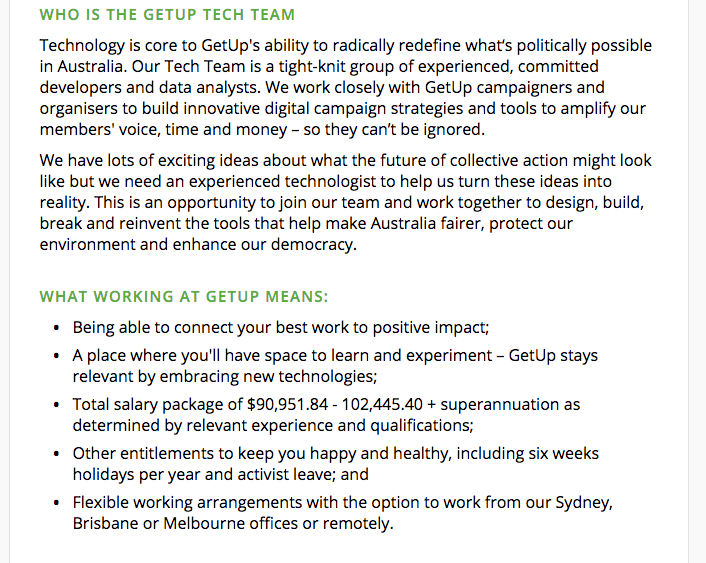 WHO IS THE GETUP TECH TEAM
Technology is core to GetUp's ability to radically redefine what's politically possible
in Australia. Our Tech Team is a tight-knit group of experienced, committed
developers and data analysts. We work closely with GetUp campaigners and
organisers to build innovative digital campaign strategies and tools to amplify our
members' voice, time and money – so they can't be ignored.
We have lots of exciting ideas about what the future of collective action might look
like but we need an experienced technologist to help us turn these ideas into
reality. This is an opportunity to join our team and work together to design, build,
break and reinvent the tools that help make Australia fairer, protect our
environment and enhance our democracy.
WHAT WORKING AT GETUP MEANS:
• Being able to connect your best work to positive impact;
• A place where you'll have space to learn and experiment – GetUp stays
relevant by embracing new technologies;
• Total salary package of $90,951.84 - 102,445.40 + superannuation as
determined by relevant experience and qualifications;
• Other entitlements to keep you happy and healthy, including six weeks
holidays per year and activist leave; and
• Flexible working arrangements with the option to work from our Sydney,
Brisbane or Melbourne offices or remotely.